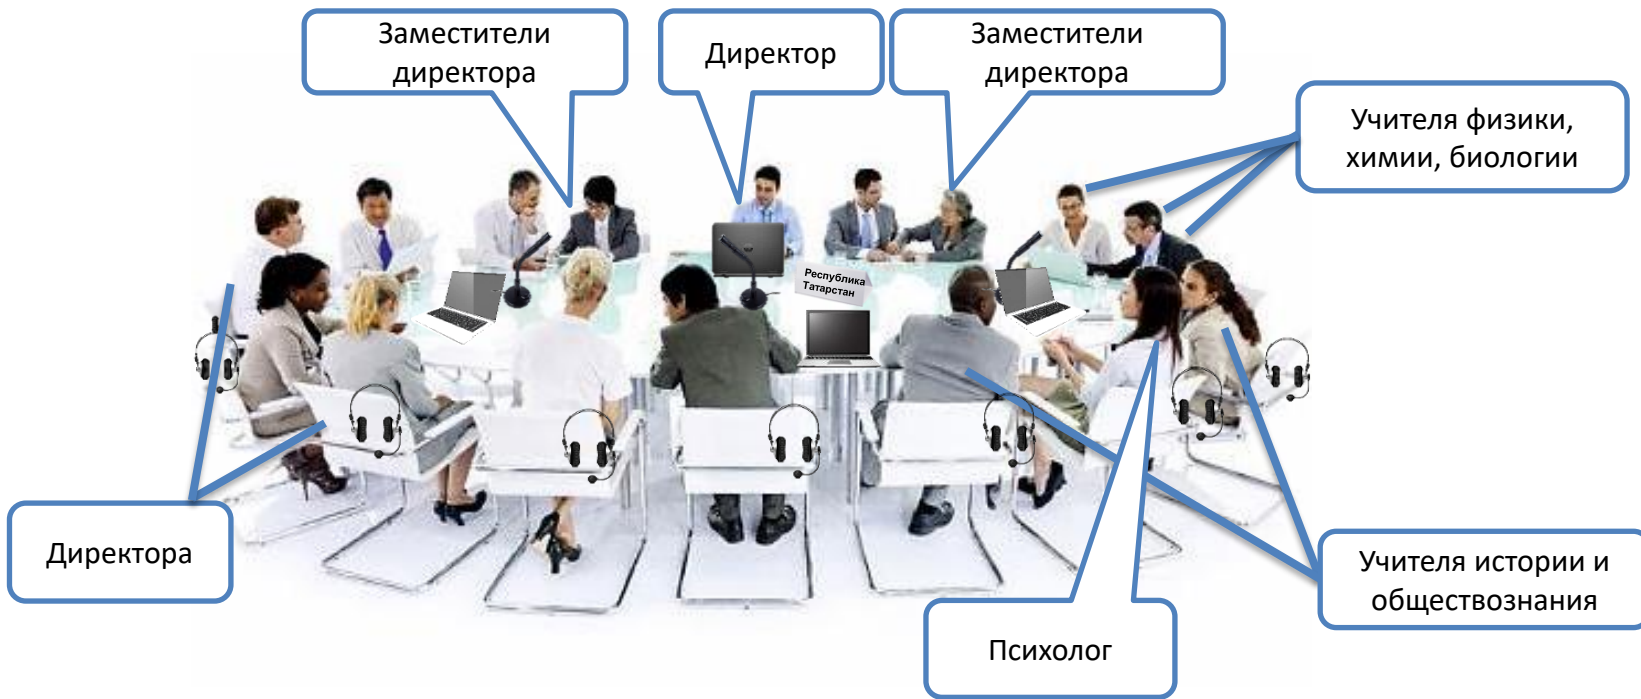 Заместители
директора
Директор
Заместители
директора
Учителя физики,
химии, биологии
Республика
Татарстан
Директора
Учителя истории и
обществознания
Психолог